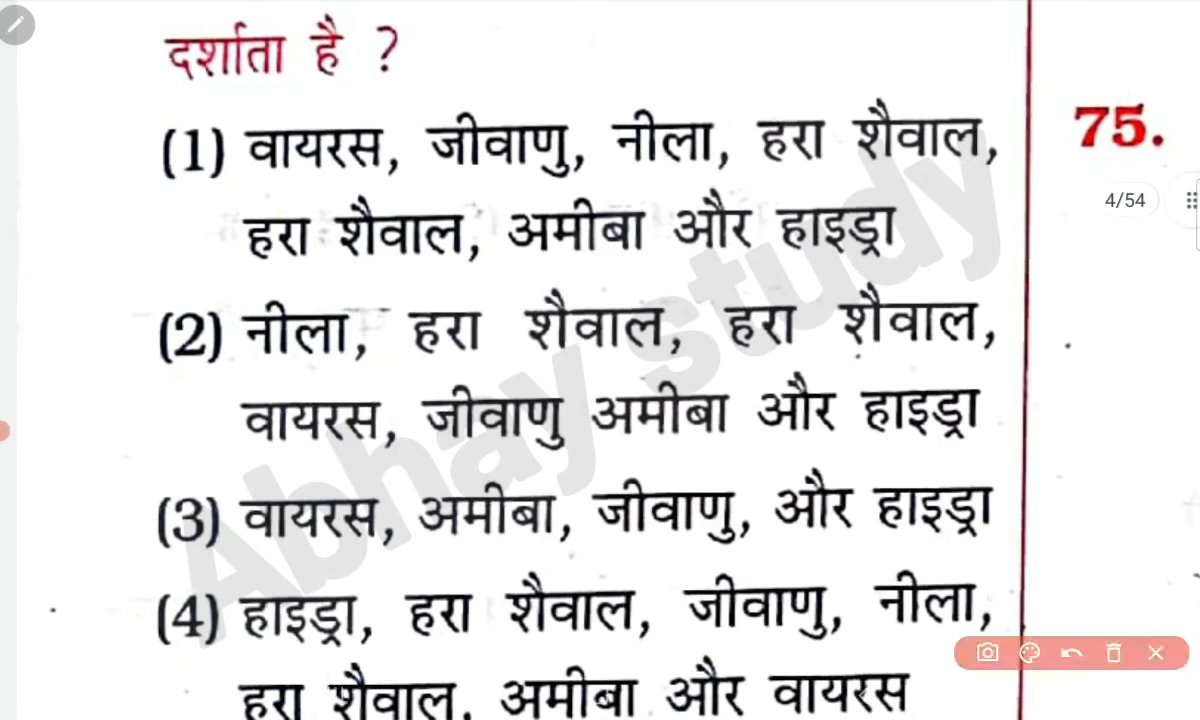 दर्शाता है ?
(1) वायरस, जीवाणु, नीला, हरा शैवाल,
हरा शैवाल, अमीबा और हाइड्रा
(2) नीला, हरा शैवाल, हरा शैवाल,
वायरस, जीवाणु अमीबा और हाइड्रा
(3) वायरस, अमीबा, जीवाणु, और हाइड्रा
(4) हाइड्रा, हरा शैवाल, जीवाणु, नीला,
हरा शैवाल, अमीबा और वायरस
75.
4/54
Abhay study